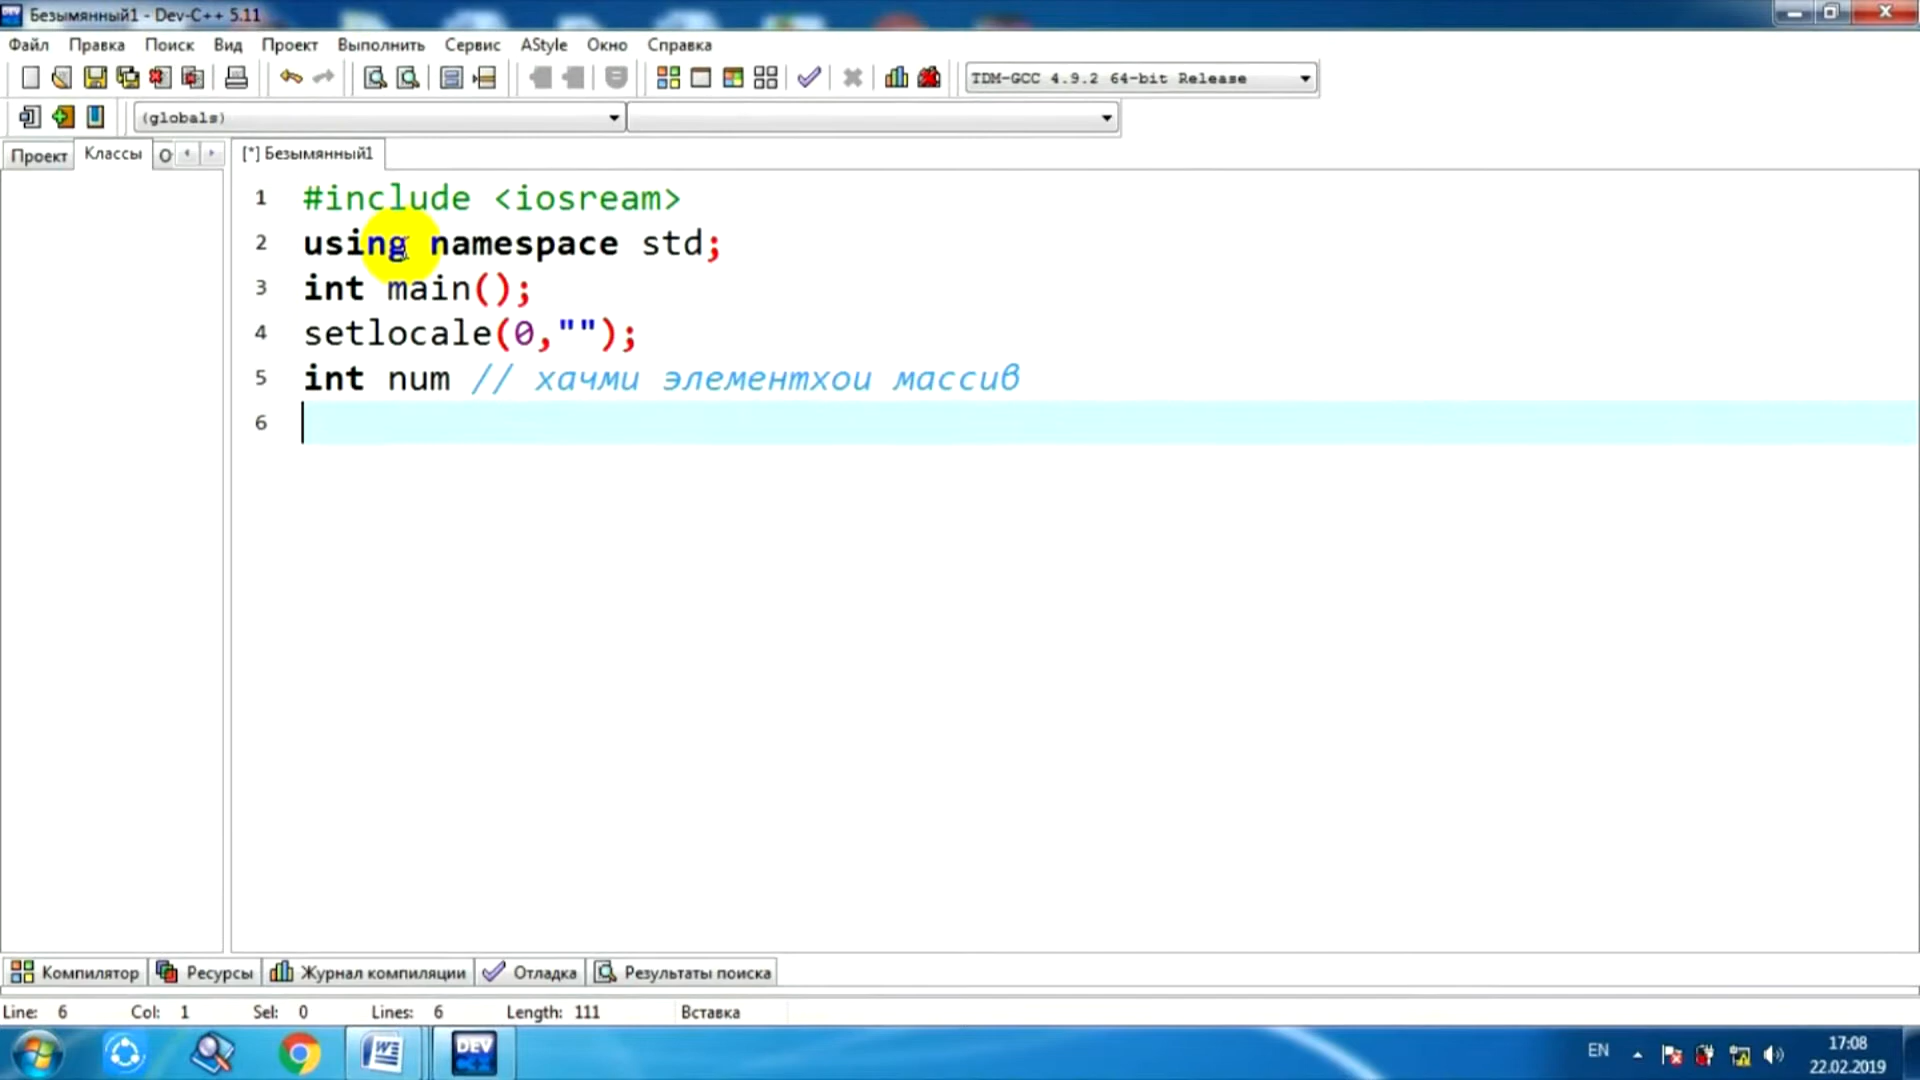 Безымянный1 - Dev-C++ 5.11
Файл Правка Поиск Вид Проект Выполнить Сервис AStyle Окно Справка
TDM-GCC 4.9.2 64-bit Release
(globals)
Проект Классы О
[*] Безымянный1
1 #include <iosream>
2 using namespace std;
3 int main();
4 setlocale(0,"");
5 int num // хачми элементхои массив
6
Компилятор Ресурсы Журнал компиляции Отладка Результаты поиска
Line: 6 Col: 1 Sel: 0 Lines: 6 Length: 111 Вставка
DEV C++
EN 17:08
22.02.2019